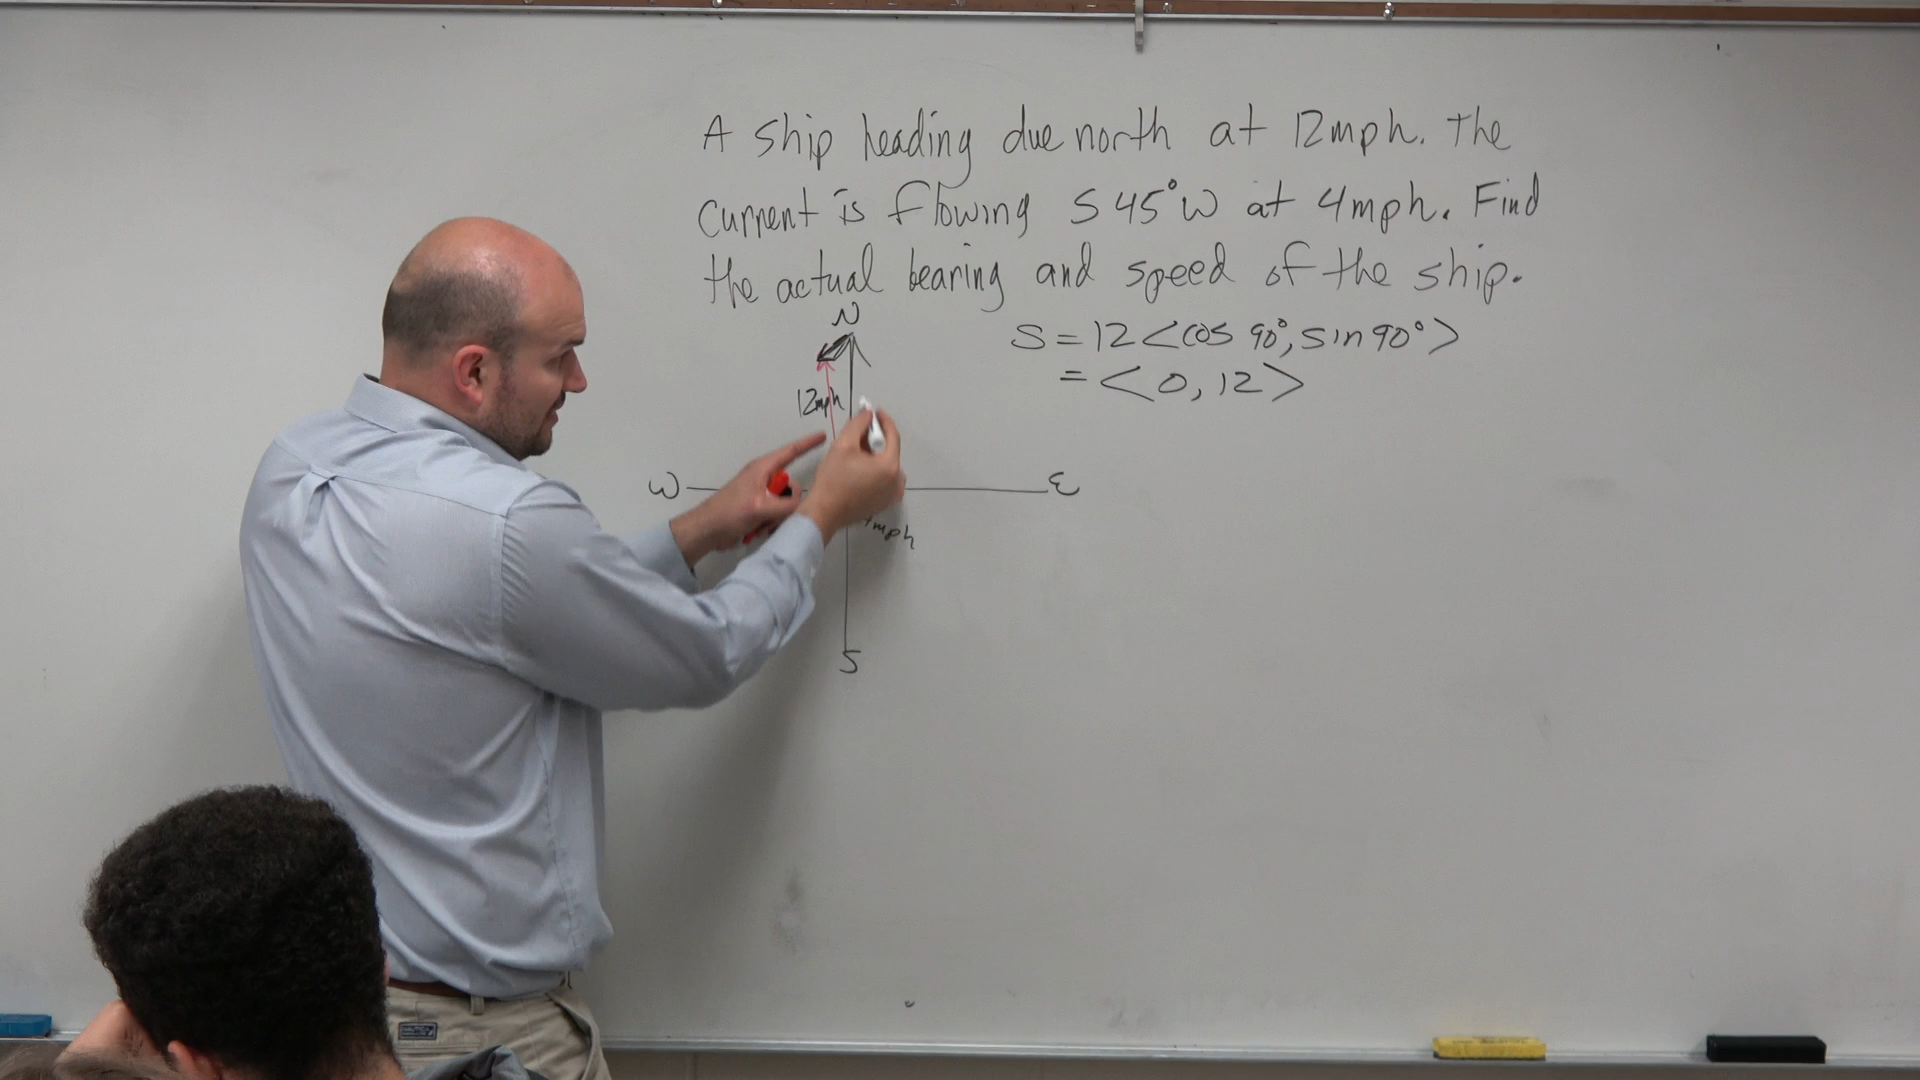 A ship heading due north at 12mph. The
current is flowing S 45° W at 4mph. Find
the actual bearing and speed of the ship.
N
S = 12 <cos 90°, sin 90°>
= <0, 12>
12mph
W
E
mph
S